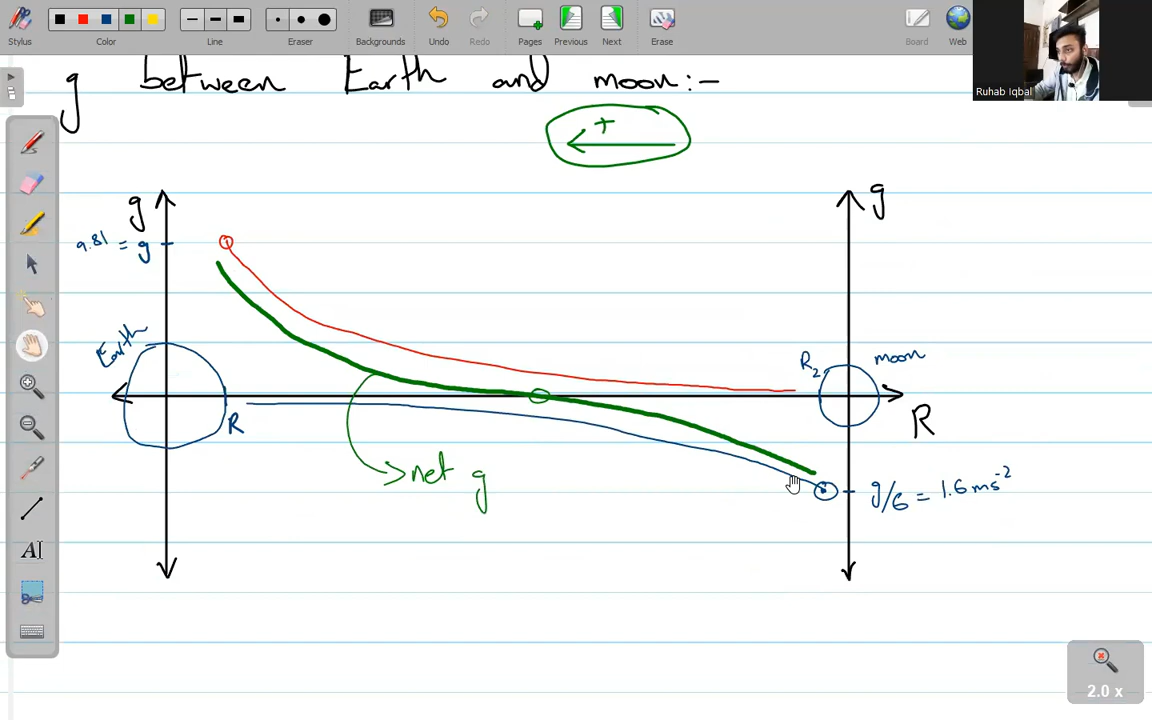 Stylus Color Line Eraser Backgrounds Undo Redo Pages Previous Next Erase Board Web
Ruhab Iqbal
g between Earth and moon:-
+
g
g
9.81 = g
Earth
R₂
moon
R
R
net g
g/6 = 1.6 ms⁻²
AI
2.0 x